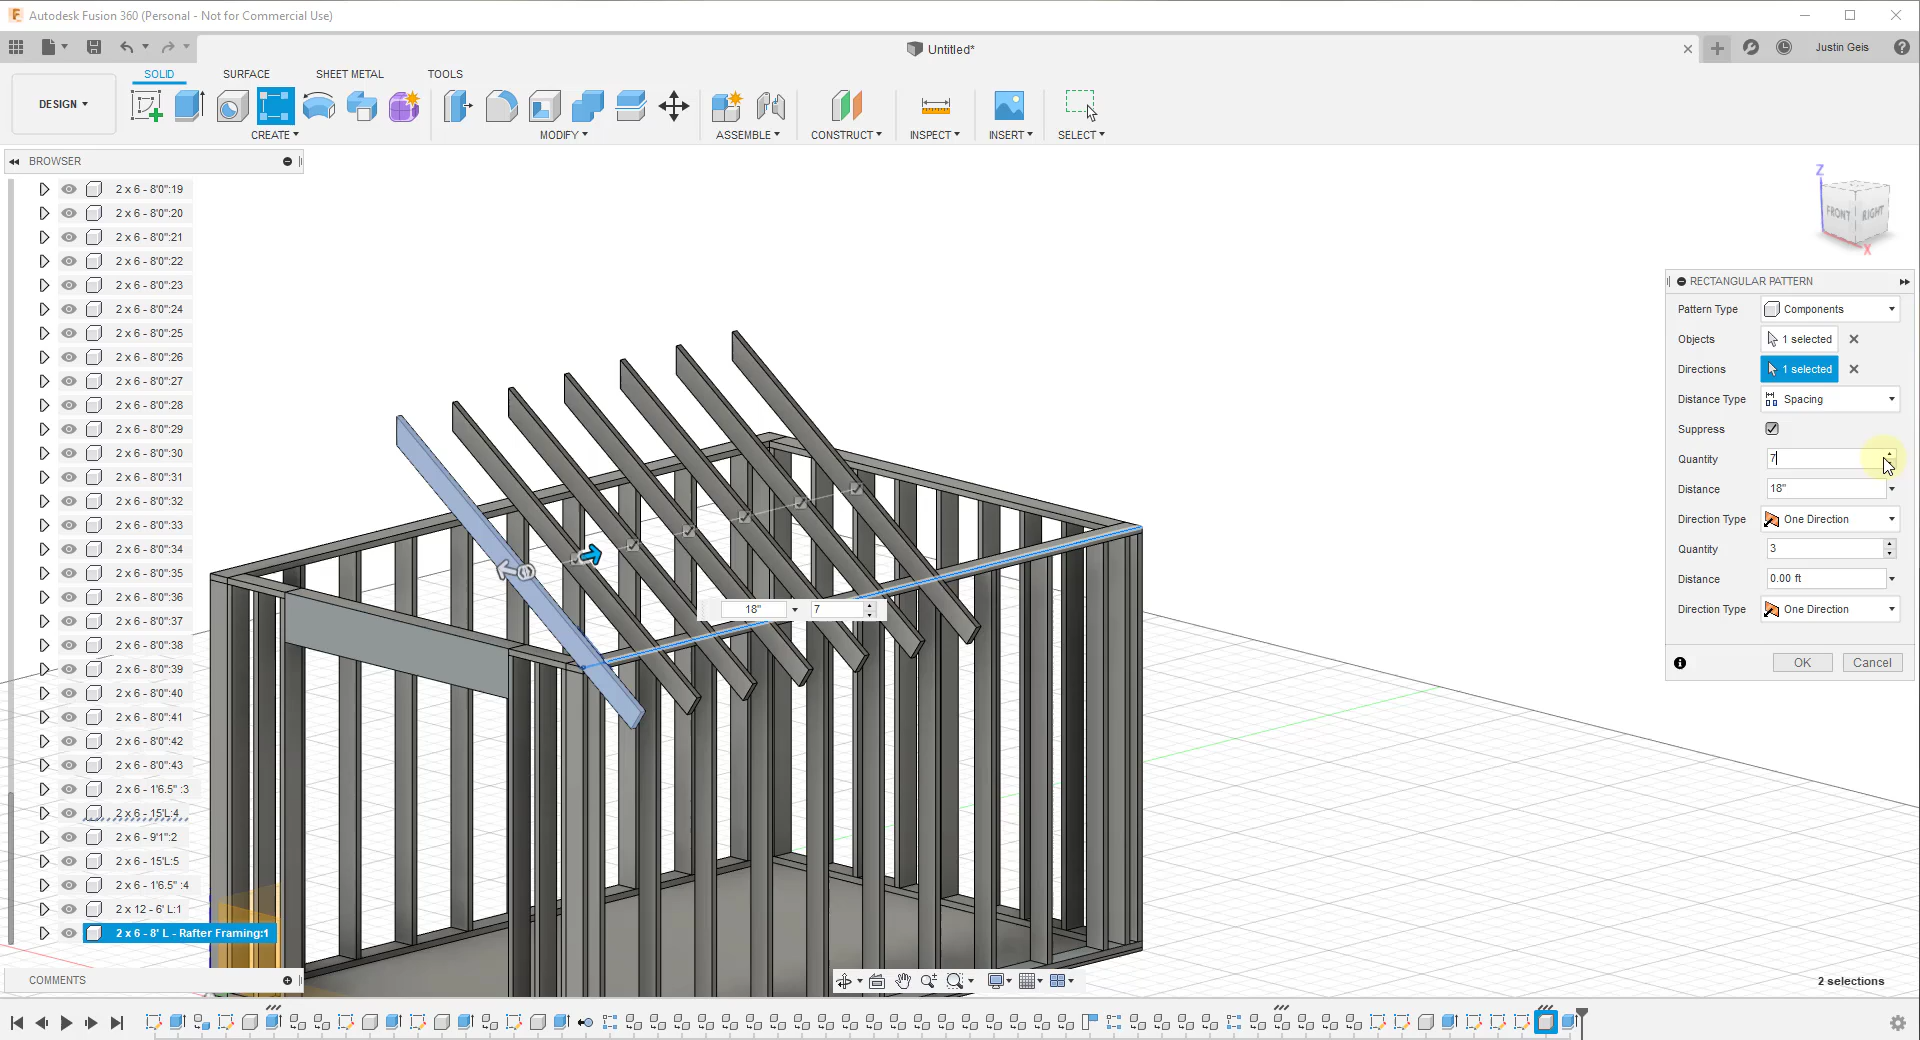 Autodesk Fusion 360 (Personal - Not for Commercial Use)
Untitled*
Justin Geis
SOLID
SURFACE
SHEET METAL
TOOLS
DESIGN
CREATE
MODIFY
ASSEMBLE
CONSTRUCT
INSPECT
INSERT
SELECT
BROWSER
2 x 6 - 8'0":19
2 x 6 - 8'0":20
2 x 6 - 8'0":21
2 x 6 - 8'0":22
2 x 6 - 8'0":23
2 x 6 - 8'0":24
2 x 6 - 8'0":25
2 x 6 - 8'0":26
2 x 6 - 8'0":27
2 x 6 - 8'0":28
2 x 6 - 8'0":29
2 x 6 - 8'0":30
2 x 6 - 8'0":31
2 x 6 - 8'0":32
2 x 6 - 8'0":33
2 x 6 - 8'0":34
2 x 6 - 8'0":35
2 x 6 - 8'0":36
2 x 6 - 8'0":37
2 x 6 - 8'0":38
2 x 6 - 8'0":39
2 x 6 - 8'0":40
2 x 6 - 8'0":41
2 x 6 - 8'0":42
2 x 6 - 8'0":43
2 x 6 - 1'6.5" :3
2 x 6 - 15'L:4
2 x 6 - 9'1":2
2 x 6 - 15'L:5
2 x 6 - 1'6.5" :4
2 x 12 - 6' L:1
2 x 6 - 8' L - Rafter Framing:1
COMMENTS
18" 7
Z
FRONT RIGHT
X
RECTANGULAR PATTERN
Pattern Type Components
Objects 1 selected
Directions 1 selected
Distance Type Spacing
Suppress
Quantity 7
Distance 18"
Direction Type One Direction
Quantity 3
Distance 0.00 ft
Direction Type One Direction
OK Cancel
2 selections